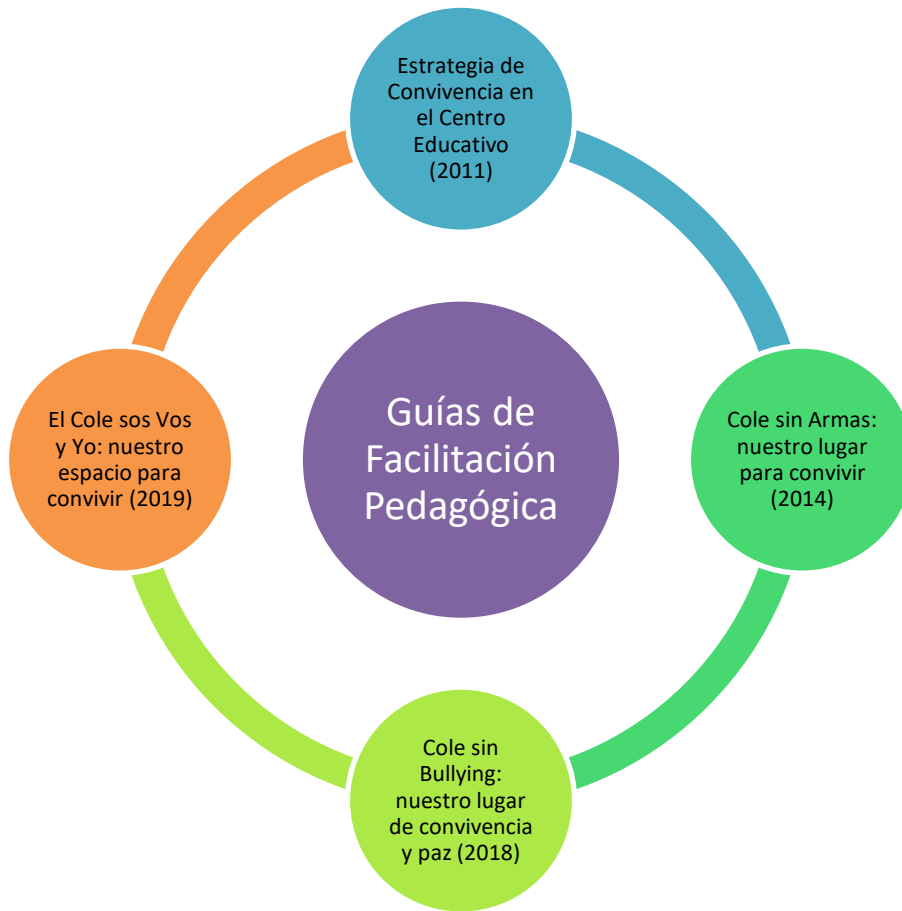 Estrategia de
Convivencia en
el Centro
Educativo
(2011)
El Cole sos Vos
y Yo: nuestro
espacio para
convivir (2019)
Guías de
Facilitación
Pedagógica
Cole sin Armas:
nuestro lugar
para convivir
(2014)
Cole sin
Bullying:
nuestro lugar
de convivencia
y paz (2018)